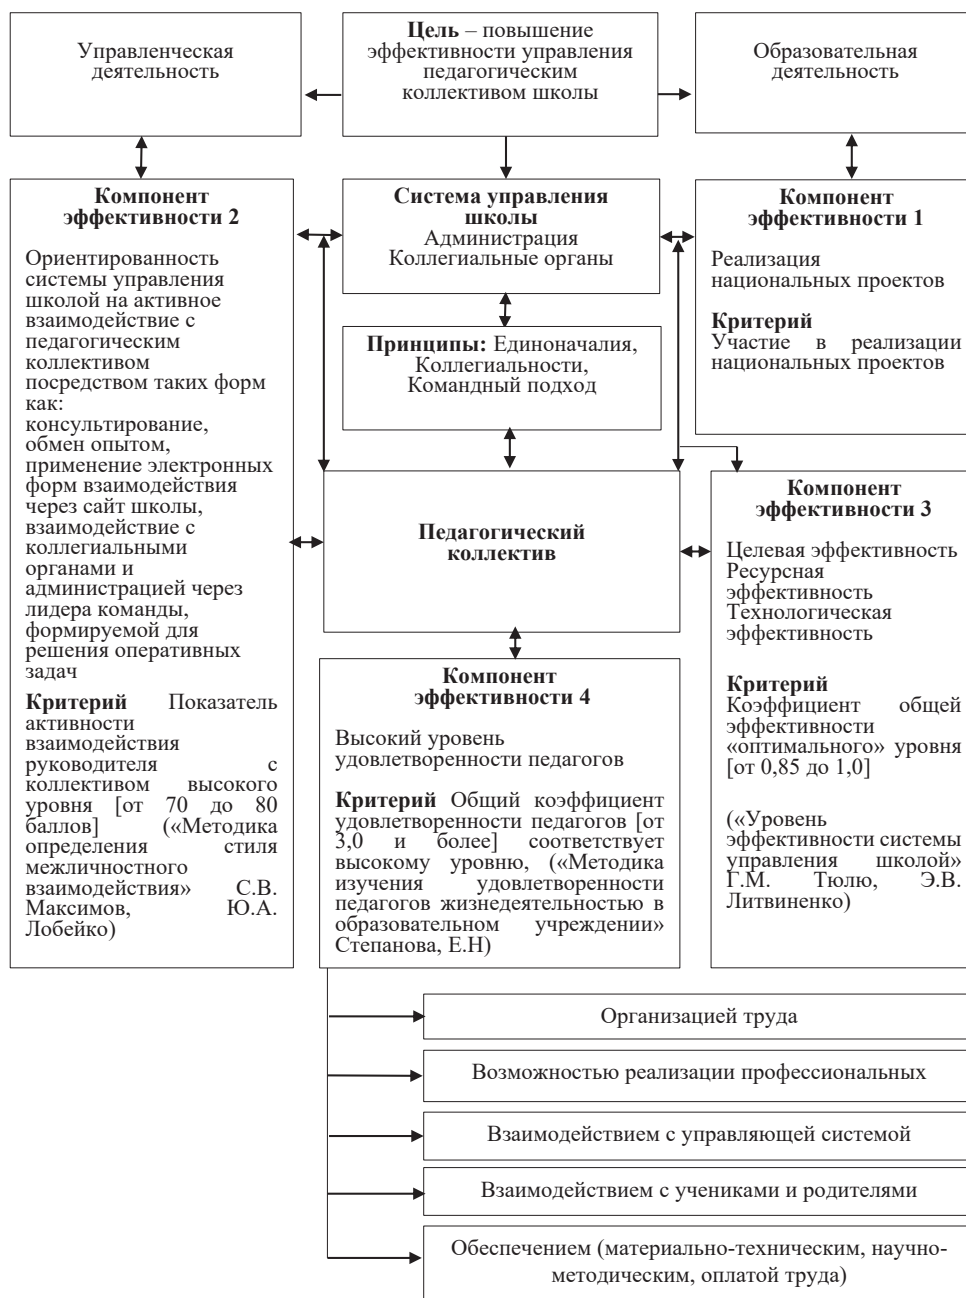 Управленческая
деятельность
Цель – повышение
эффективности управления
педагогическим
коллективом школы
Образовательная
деятельность
Компонент
эффективности 2
Ориентированность
системы управления
школой на активное
взаимодействие с
педагогическим
коллективом
посредством таких форм
как:
консультирование,
обмен опытом,
применение электронных
форм взаимодействия
через сайт школы,
взаимодействие с
коллегиальными
органами и
администрацией через
лидера команды,
формируемой для
решения оперативных
задач
Критерий Показатель
активности
взаимодействия
руководителя с
коллективом высокого
уровня [от 70 до 80
баллов] («Методика
определения стиля
межличностного
взаимодействия» С.В.
Максимов, Ю.А.
Лобейко)
Система управления
школы
Администрация
Коллегиальные органы
Принципы: Единоначалия,
Коллегиальности,
Командный подход
Педагогический
коллектив
Компонент
эффективности 1
Реализация
национальных проектов
Критерий
Участие в реализации
национальных проектов
Компонент
эффективности 3
Целевая эффективность
Ресурсная
эффективность
Технологическая
эффективность
Критерий
Коэффициент общей
эффективности
«оптимального» уровня
[от 0,85 до 1,0]
(«Уровень
эффективности системы
управления школой»
Г.М. Тюлю, Э.В.
Литвиненко)
Компонент
эффективности 4
Высокий уровень
удовлетворенности педагогов
Критерий Общий коэффициент
удовлетворенности педагогов [от
3,0 и более] соответствует
высокому уровню, («Методика
изучения удовлетворенности
педагогов жизнедеятельностью в
образовательном учреждении»
Степанова, Е.Н)
Организацией труда
Возможностью реализации профессиональных
Взаимодействием с управляющей системой
Взаимодействием с учениками и родителями
Обеспечением (материально-техническим, научно-
методическим, оплатой труда)